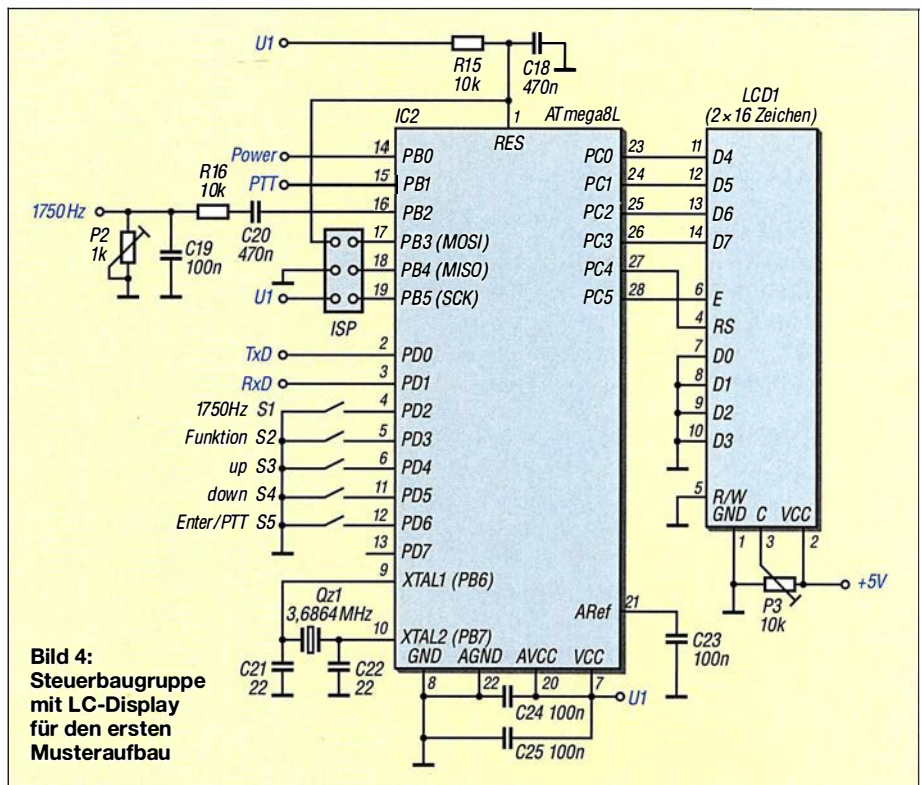 U1
R15
10k
C18
470n
LCD1
(2×16 Zeichen)
IC2
1
ATmega8L
RES
Power
14
PB0
PC0
23
11
D4
PTT
15
PB1
PC1
24
12
D5
1750Hz
R16
10k
C20
470n
16
PB2
PC2
25
13
D6
P2
1k
C19
100n
17
PB3 (MOSI)
PC3
26
14
D7
18
PB4 (MISO)
PC4
27
U1
19
PB5 (SCK)
PC5
28
6
E
ISP
4
RS
TxD
2
PD0
7
D0
RxD
3
PD1
8
D1
1750Hz S1
4
PD2
9
D2
Funktion S2
5
PD3
10
D3
up S3
6
PD4
down S4
11
PD5
5
R/W
Enter/PTT S5
12
PD6
GND C VCC
13
PD7
1
3
2
9
XTAL1 (PB6)
+5V
P3
10k
Qz1
3,6864MHz
ARef
21
C23
100n
10
XTAL2 (PB7)
C21
22
C22
22
GND AGND AVCC VCC
8
22
20
7
U1
C24 100n
C25 100n
Bild 4:
Steuerbaugruppe
mit LC-Display
für den ersten
Musteraufbau